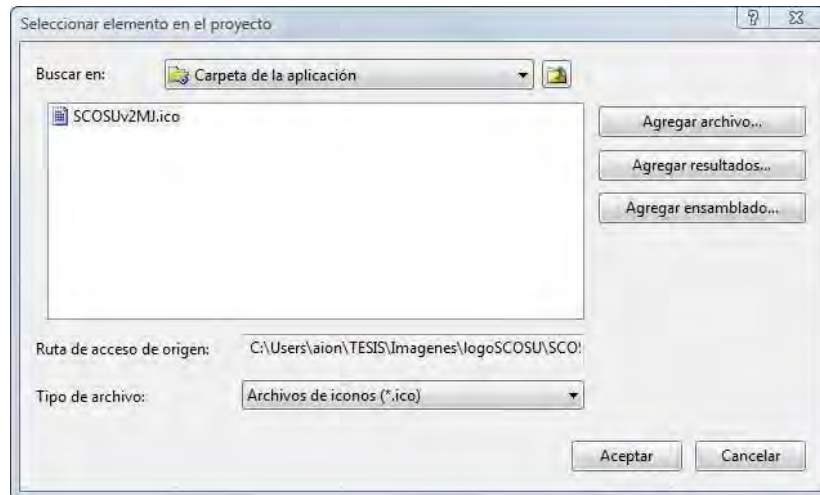 Seleccionar elemento en el proyecto
Buscar en:
Carpeta de la aplicación
SCOSUv2MJ.ico
Agregar archivo...
Agregar resultados...
Agregar ensamblado...
Ruta de acceso de origen:
C:\Users\aion\TESIS\Imagenes\logoSCOSU\SCO
Tipo de archivo:
Archivos de iconos (*.ico)
Aceptar
Cancelar